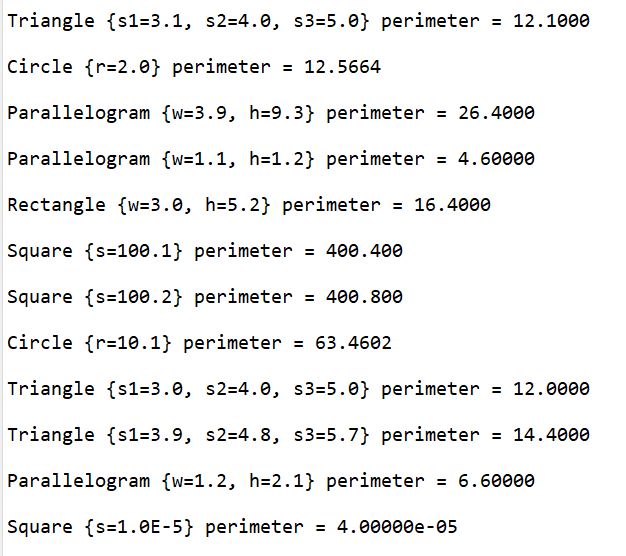 Triangle {s1=3.1, s2=4.0, s3=5.0} perimeter = 12.1000
Circle {r=2.0} perimeter = 12.5664
Parallelogram {w=3.9, h=9.3} perimeter = 26.4000
Parallelogram {w=1.1, h=1.2} perimeter = 4.60000
Rectangle {w=3.0, h=5.2} perimeter = 16.4000
Square {s=100.1} perimeter = 400.400
Square {s=100.2} perimeter = 400.800
Circle {r=10.1} perimeter = 63.4602
Triangle {s1=3.0, s2=4.0, s3=5.0} perimeter = 12.0000
Triangle {s1=3.9, s2=4.8, s3=5.7} perimeter = 14.4000
Parallelogram {w=1.2, h=2.1} perimeter = 6.60000
Square {s=1.0E-5} perimeter = 4.00000e-05